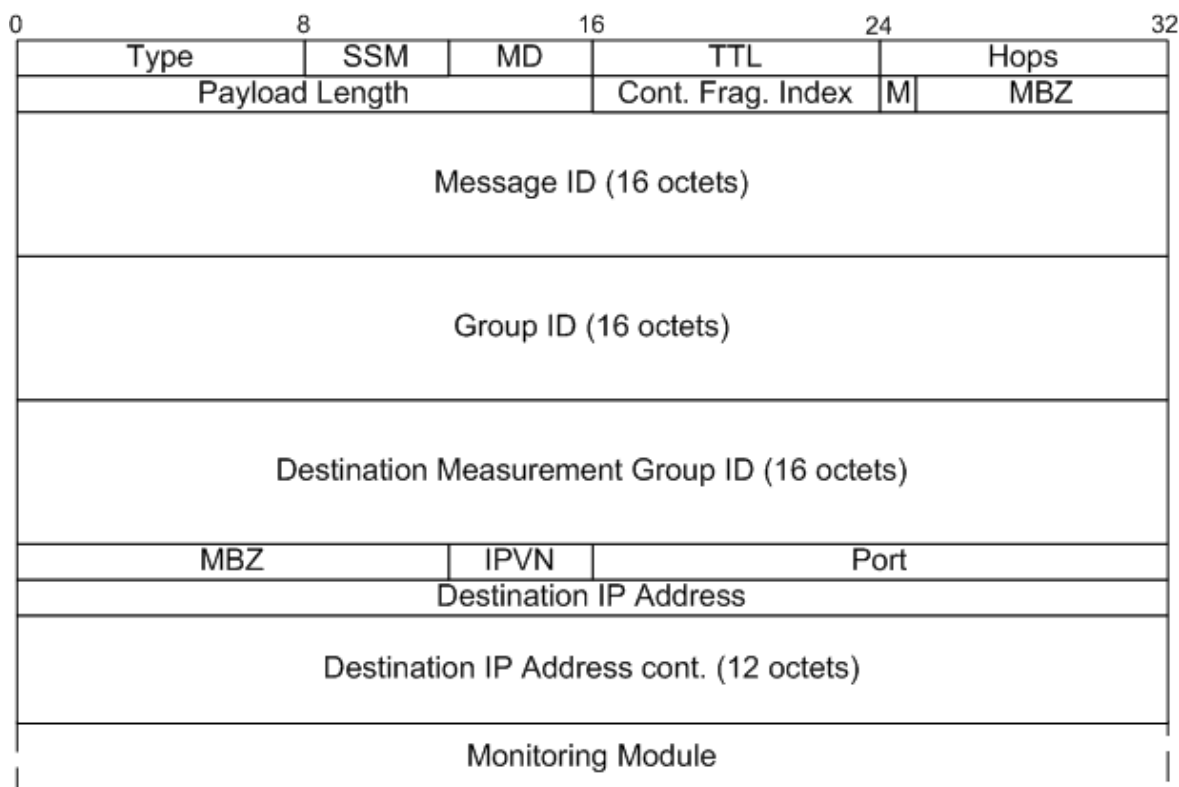 0 8 16 24 32
Type SSM MD TTL Hops
Payload Length Cont. Frag. Index M MBZ
Message ID (16 octets)
Group ID (16 octets)
Destination Measurement Group ID (16 octets)
MBZ IPVN Port
Destination IP Address
Destination IP Address cont. (12 octets)
Monitoring Module